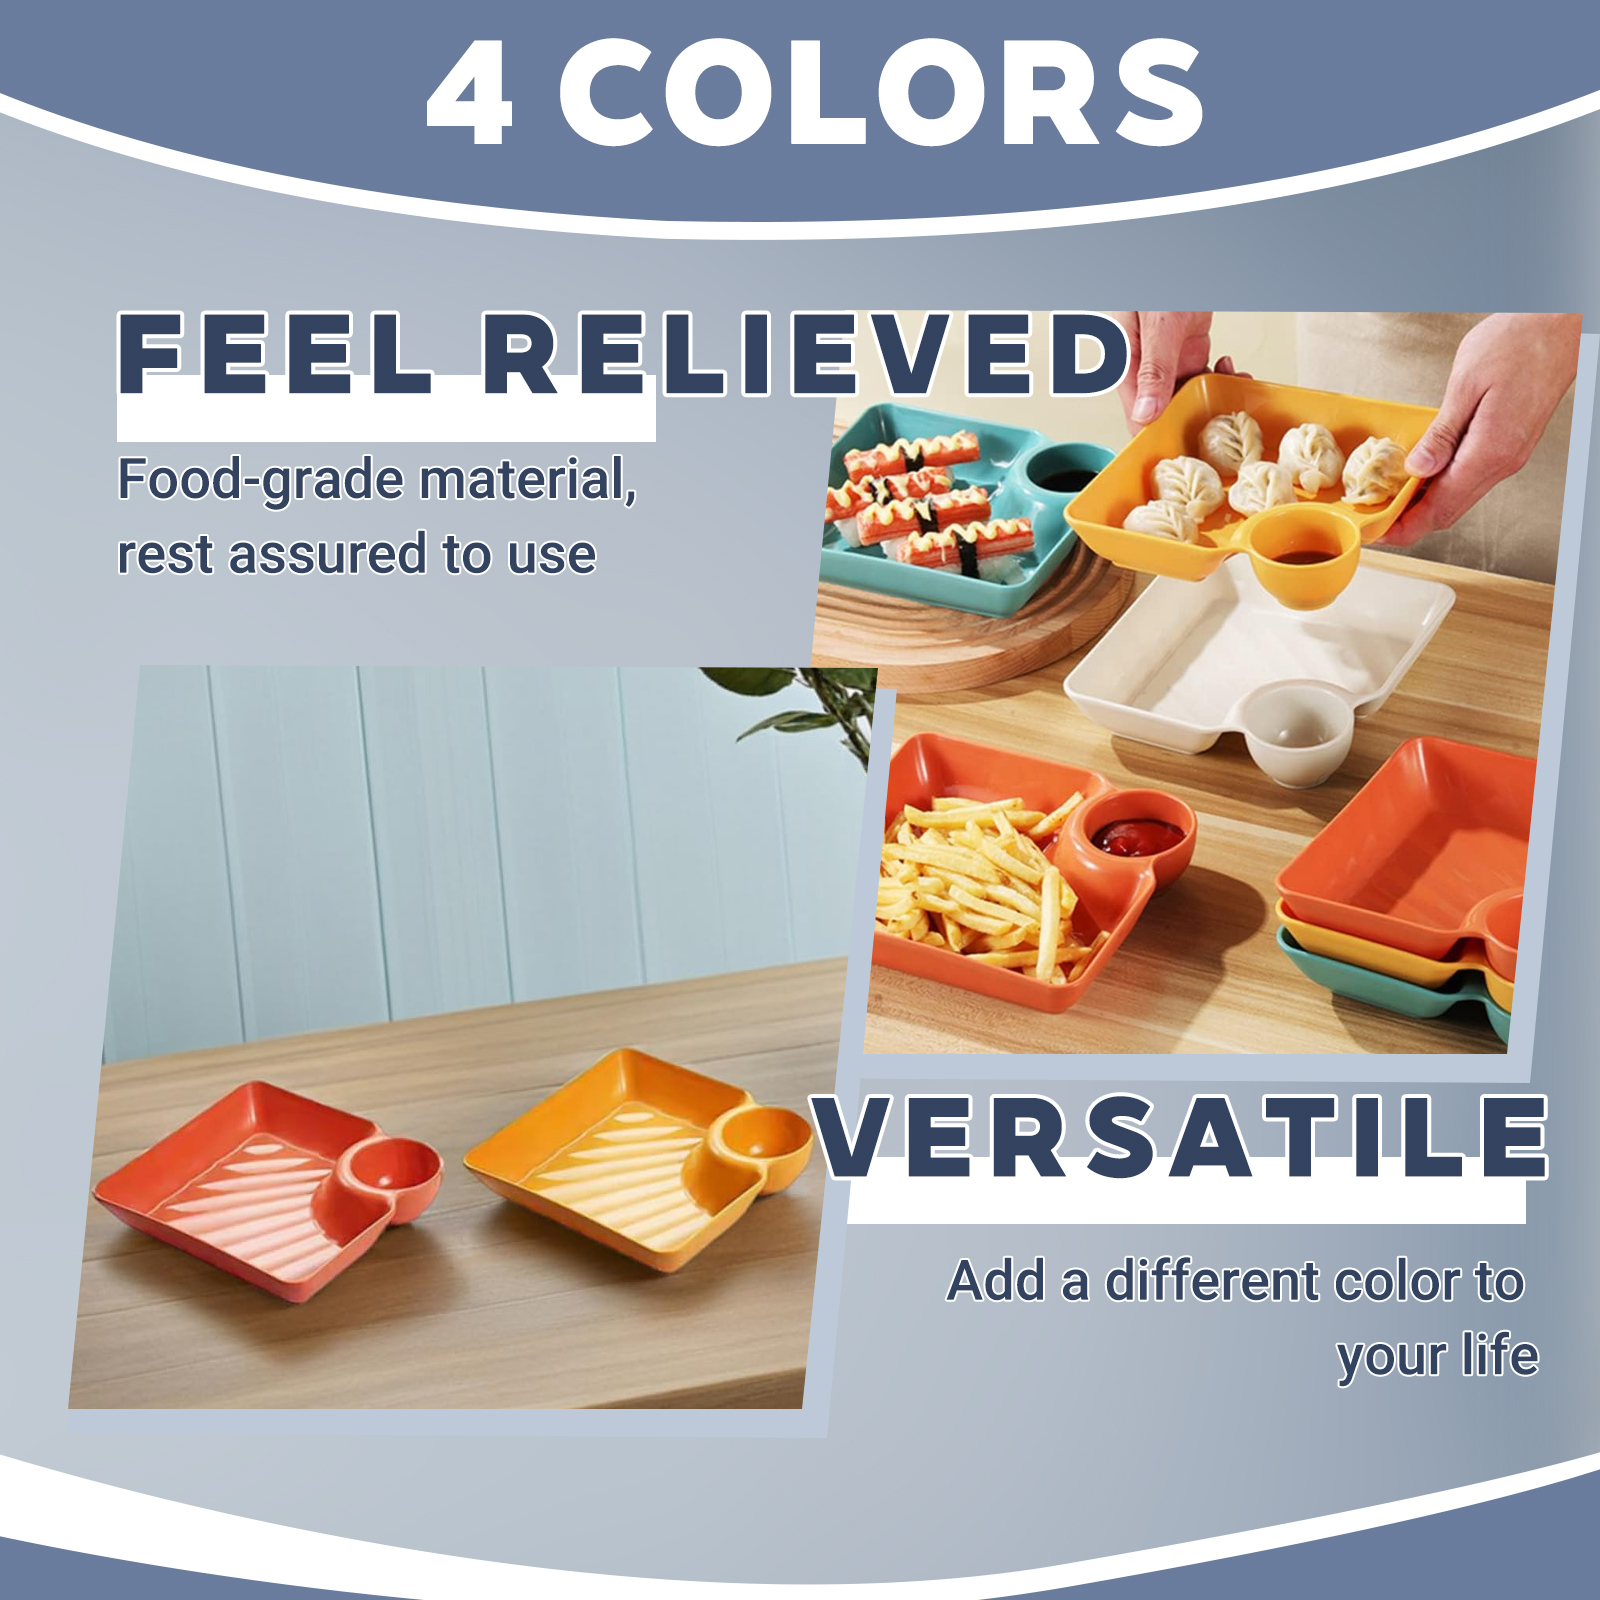 4 COLORS
FEEL RELIEVED
Food-grade material,
rest assured to use
VERSATILE
Add a different color to
your life